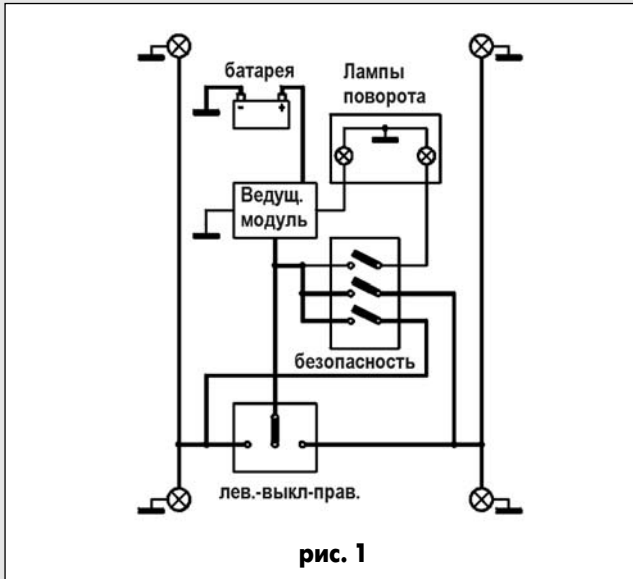 батарея
Лампы
поворота
- +
Ведущ.
модуль
безопасность
лев.-выкл-прав.
рис. 1